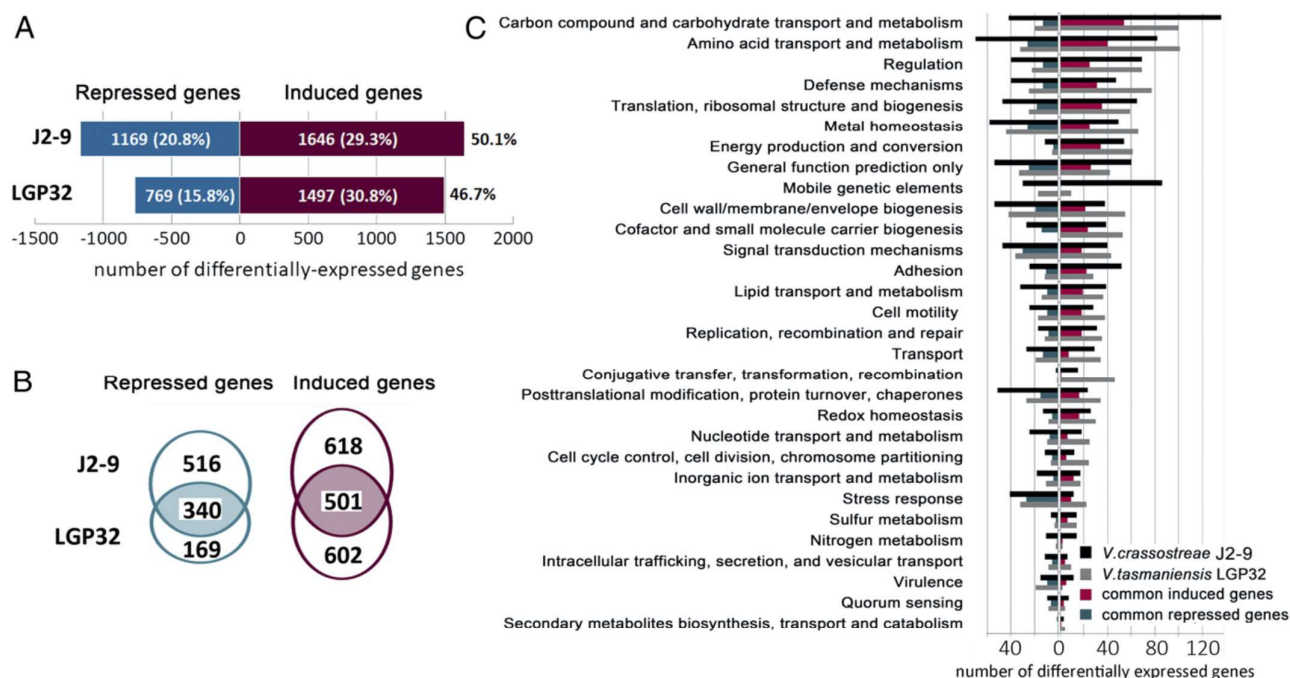 A
Repressed genes Induced genes
J2-9 1169 (20.8%) 1646 (29.3%) 50.1%
LGP32 769 (15.8%) 1497 (30.8%) 46.7%
-1500 -1000 -500 0 500 1000 1500 2000
number of differentially-expressed genes
B
Repressed genes Induced genes
J2-9 516 618
340 501
LGP32 169 602
C
Carbon compound and carbohydrate transport and metabolism
Amino acid transport and metabolism
Regulation
Defense mechanisms
Translation, ribosomal structure and biogenesis
Metal homeostasis
Energy production and conversion
General function prediction only
Mobile genetic elements
Cell wall/membrane/envelope biogenesis
Cofactor and small molecule carrier biogenesis
Signal transduction mechanisms
Adhesion
Lipid transport and metabolism
Cell motility
Replication, recombination and repair
Transport
Conjugative transfer, transformation, recombination
Posttranslational modification, protein turnover, chaperones
Redox homeostasis
Nucleotide transport and metabolism
Cell cycle control, cell division, chromosome partitioning
Inorganic ion transport and metabolism
Stress response
Sulfur metabolism
Nitrogen metabolism
Intracellular trafficking, secretion, and vesicular transport
Virulence
Quorum sensing
Secondary metabolites biosynthesis, transport and catabolism
V.crassostreae J2-9
V.tasmaniensis LGP32
common induced genes
common repressed genes
40 0 40 80 120
number of differentially expressed genes